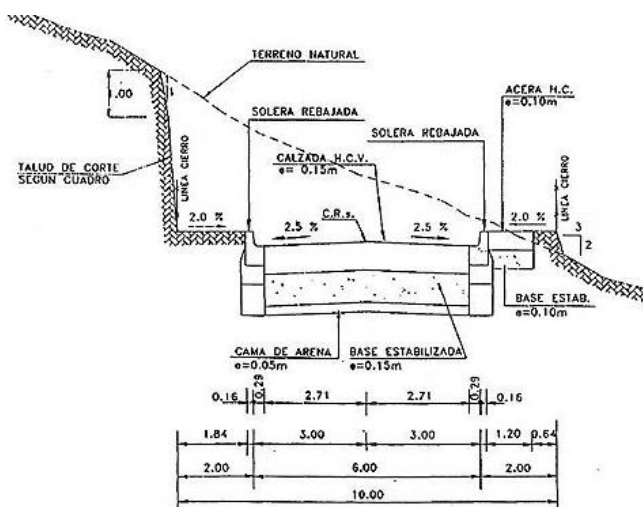 TERRENO NATURAL
1.00
1
SOLERA REBAJADA
ACERA H.C.
e=0.10m
SOLERA REBAJADA
CALZADA H.C.V.
e= 0.15m
TALUD DE CORTE
SEGUN CUADRO
LINEA CIERRO
LINEA CIERRO
2.0 %
2.5 %
C.R.s.
2.5 %
2.0 %
3
2
BASE ESTAB.
e=0.10m
CAMA DE ARENA
e=0.05m
BASE ESTABILIZADA
e=0.15m
0.16
0.29
2.71
2.71
0.29
0.16
1.84
3.00
3.00
1.20
0.64
2.00
6.00
2.00
10.00